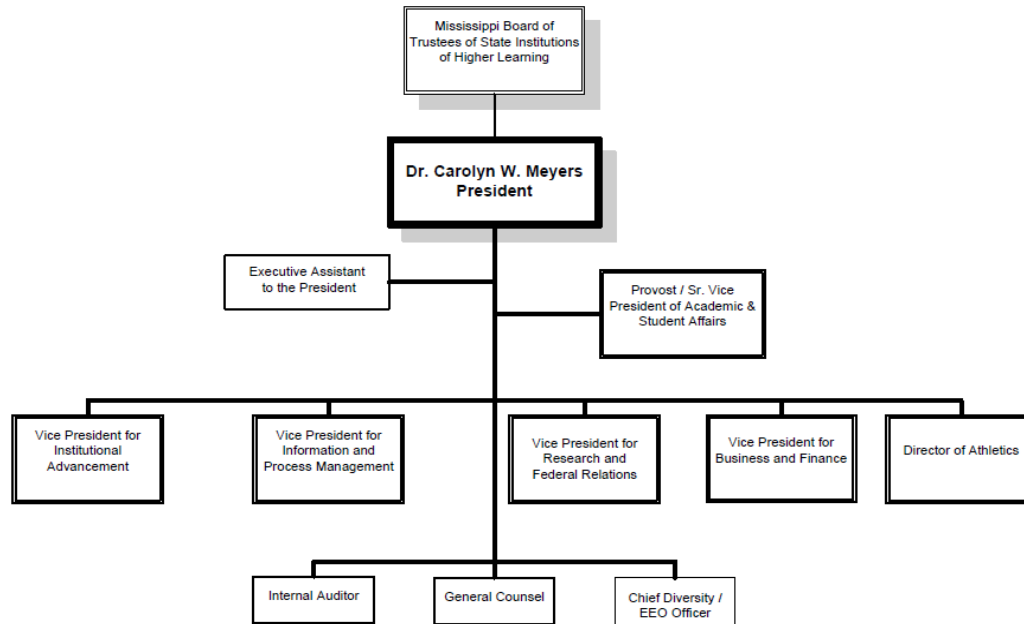 Mississippi Board of
Trustees of State Institutions
of Higher Learning
Dr. Carolyn W. Meyers
President
Executive Assistant
to the President
Provost / Sr. Vice
President of Academic &
Student Affairs
Vice President for
Institutional
Advancement
Vice President for
Information and
Process Management
Vice President for
Research and
Federal Relations
Vice President for
Business and Finance
Director of Athletics
Internal Auditor
General Counsel
Chief Diversity /
EEO Officer